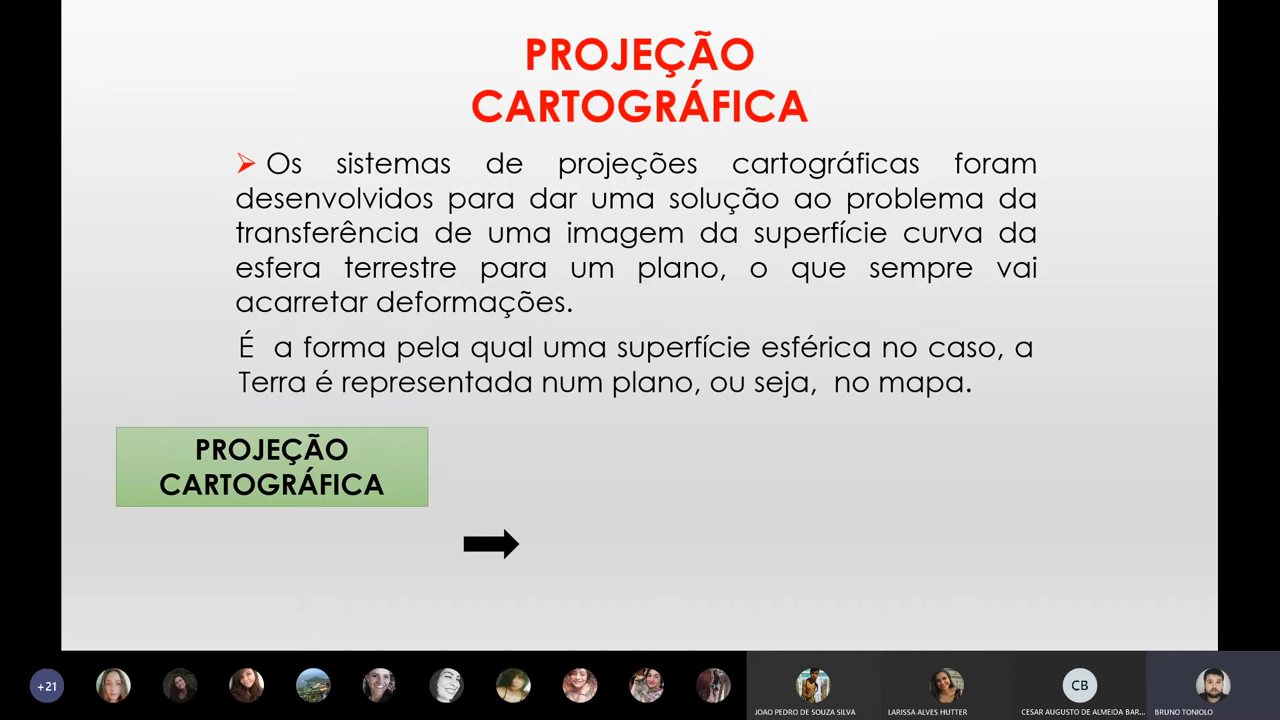 PROJEÇÃO
CARTOGRÁFICA
Os sistemas de projeções cartográficas foram
desenvolvidos para dar uma solução ao problema da
transferência de uma imagem da superfície curva da
esfera terrestre para um plano, o que sempre vai
acarretar deformações.
É a forma pela qual uma superfície esférica no caso, a
Terra é representada num plano, ou seja, no mapa.
PROJEÇÃO
CARTOGRÁFICA
+21
CB
JOAO PEDRO DE SOUZA SILVA
LARISSA ALVES HUTTER
CESAR AUGUSTO DE ALMEIDA BAR...
BRUNO TONIOLO